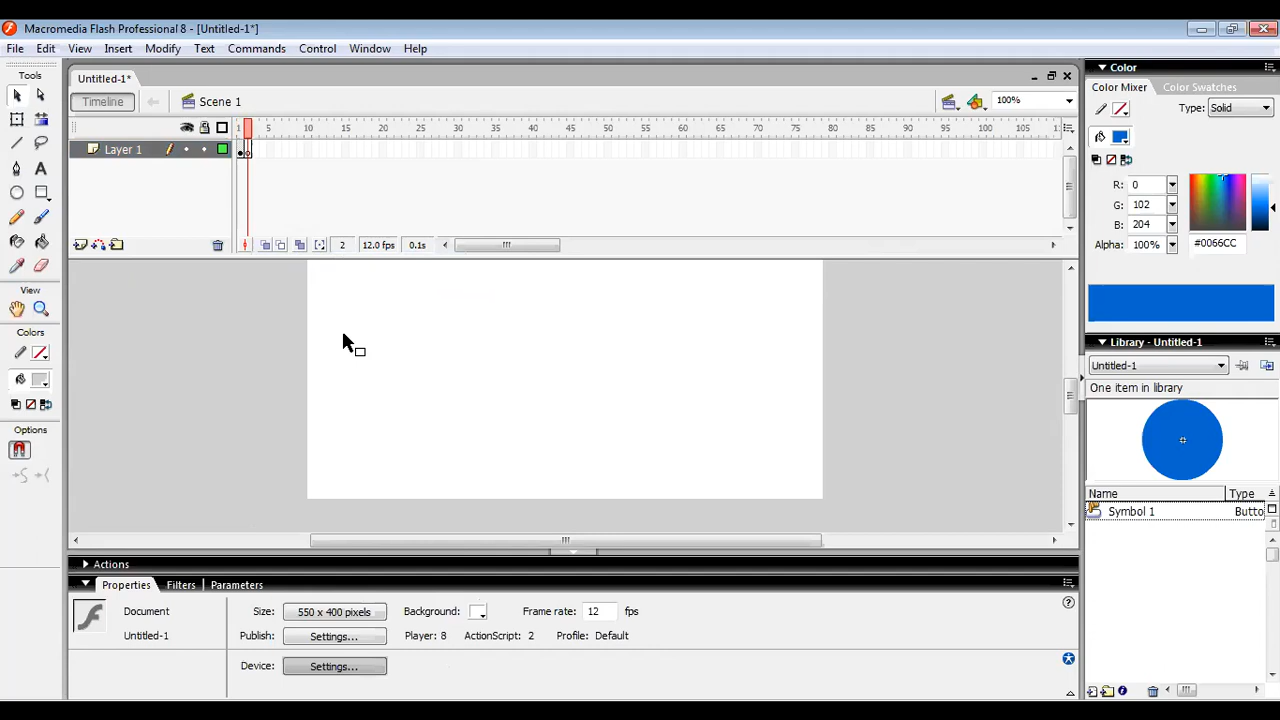 Macromedia Flash Professional 8 - [Untitled-1*]
File Edit View Insert Modify Text Commands Control Window Help
Tools
Untitled-1*
Timeline
Scene 1
100%
1 5 10 15 20 25 30 35 40 45 50 55 60 65 70 75 80 85 90 95 100 105
Layer 1
2 12.0 fps 0.1s
View
Colors
Options
Color
Color Mixer Color Swatches
Type: Solid
R: 0
G: 102
B: 204
Alpha: 100% #0066CC
Library - Untitled-1
Untitled-1
One item in library
Name Type
Symbol 1 Butto
Actions
Properties Filters Parameters
Document
Untitled-1
Size: 550 x 400 pixels Background: Frame rate: 12 fps
Publish: Settings... Player: 8 ActionScript: 2 Profile: Default
Device: Settings...